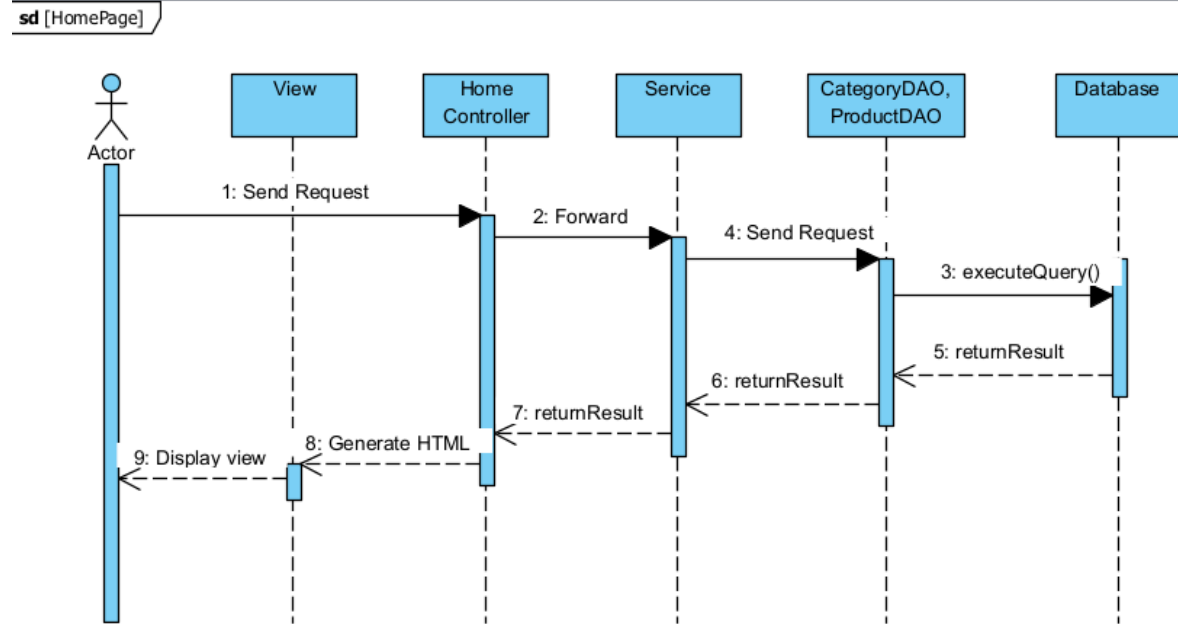 sd [HomePage]
View
Home
Controller
Service
CategoryDAO,
ProductDAO
Database
Actor
1: Send Request
2: Forward
4: Send Request
3: executeQuery()
5: returnResult
6: returnResult
7: returnResult
8: Generate HTML
9: Display view